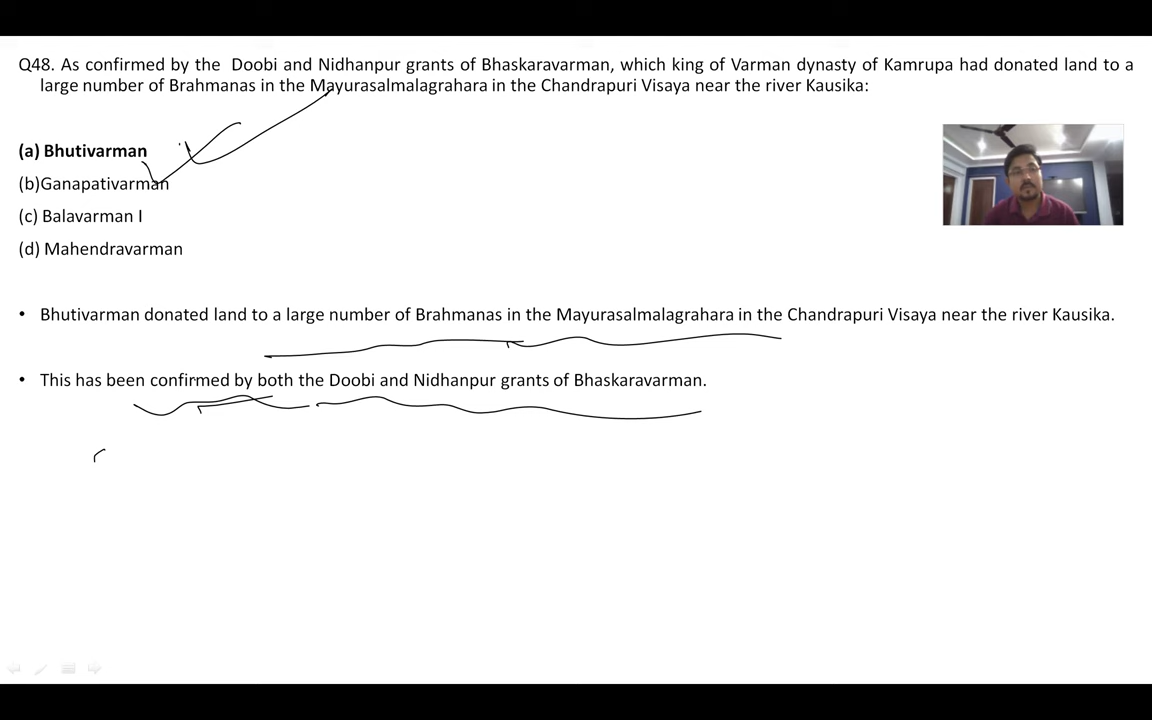 Q48. As confirmed by the Doobi and Nidhanpur grants of Bhaskaravarman, which king of Varman dynasty of Kamrupa had donated land to a
large number of Brahmanas in the Mayurasalmalagrahara in the Chandrapuri Visaya near the river Kausika:
(a) Bhutivarman
(b)Ganapativarman
(c) Balavarman I
(d) Mahendravarman
• Bhutivarman donated land to a large number of Brahmanas in the Mayurasalmalagrahara in the Chandrapuri Visaya near the river Kausika.
• This has been confirmed by both the Doobi and Nidhanpur grants of Bhaskaravarman.